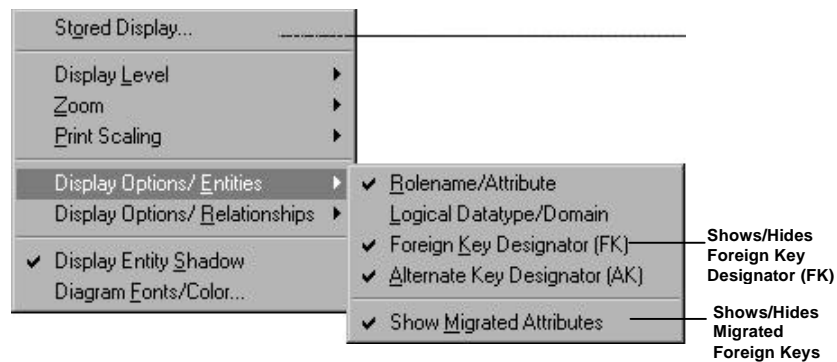 Stored Display...
Display Level
Zoom
Print Scaling
Display Options/ Entities
Display Options/ Relationships
Display Entity Shadow
Diagram Fonts/Color...
Rolename/Attribute
Logical Datatype/Domain
Foreign Key Designator (FK)
Alternate Key Designator (AK)
Show Migrated Attributes
Shows/Hides
Foreign Key
Designator (FK)
Shows/Hides
Migrated
Foreign Keys